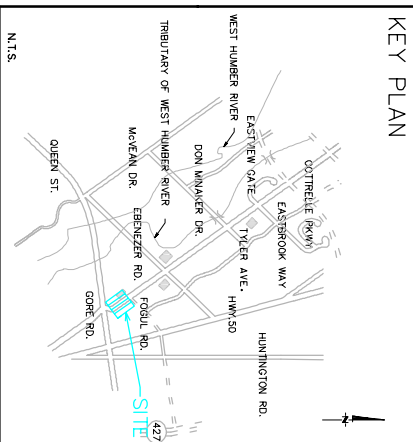 KEY PLAN
WEST HUMBER RIVER
TRIBUTARY OF WEST HUMBER RIVER
N.T.S.
COTTRELLE PKWY
EASTBROOK WAY
EASTVIEW GATE
TYLER AVE.
DON MINAKER DR.
McVEAN DR.
EBENEZER RD.
QUEEN ST.
HWY.50
HUNTINGTON RD.
FOGUL RD.
GORE RD.
SITE
427
N